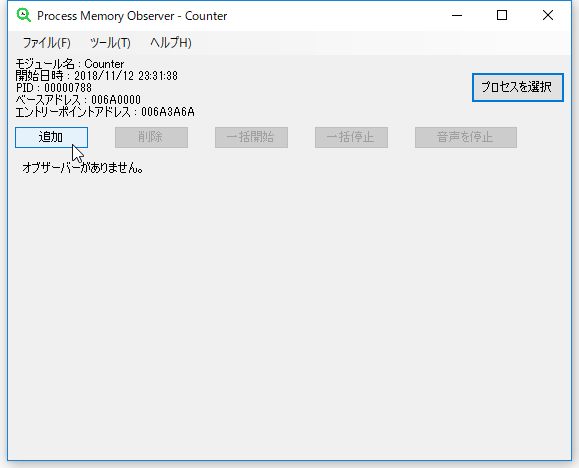 Process Memory Observer - Counter
ファイル(F) ツール(T) ヘルプ(H)
モジュール名 : Counter
開始日時 : 2018/11/12 23:31:38
PID : 00000788
ベースアドレス : 006A0000
エントリーポイントアドレス : 006A3A6A
プロセスを選択
追加 削除 一括開始 一括停止 音声を停止
オブザーバーがありません。